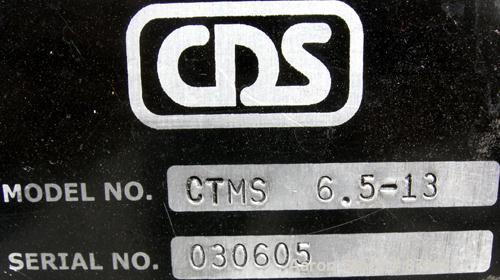 CDS
MODEL NO. CTMS 6.5-13
SERIAL NO. 030605